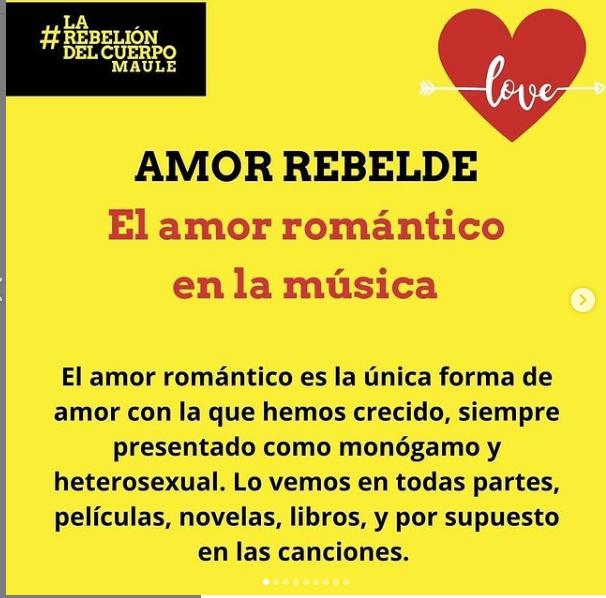 #LA
REBELIÓN
DEL CUERPO
MAULE
love
AMOR REBELDE
El amor romántico
en la música
El amor romántico es la única forma de
amor con la que hemos crecido, siempre
presentado como monógamo y
heterosexual. Lo vemos en todas partes,
películas, novelas, libros, y por supuesto
en las canciones.